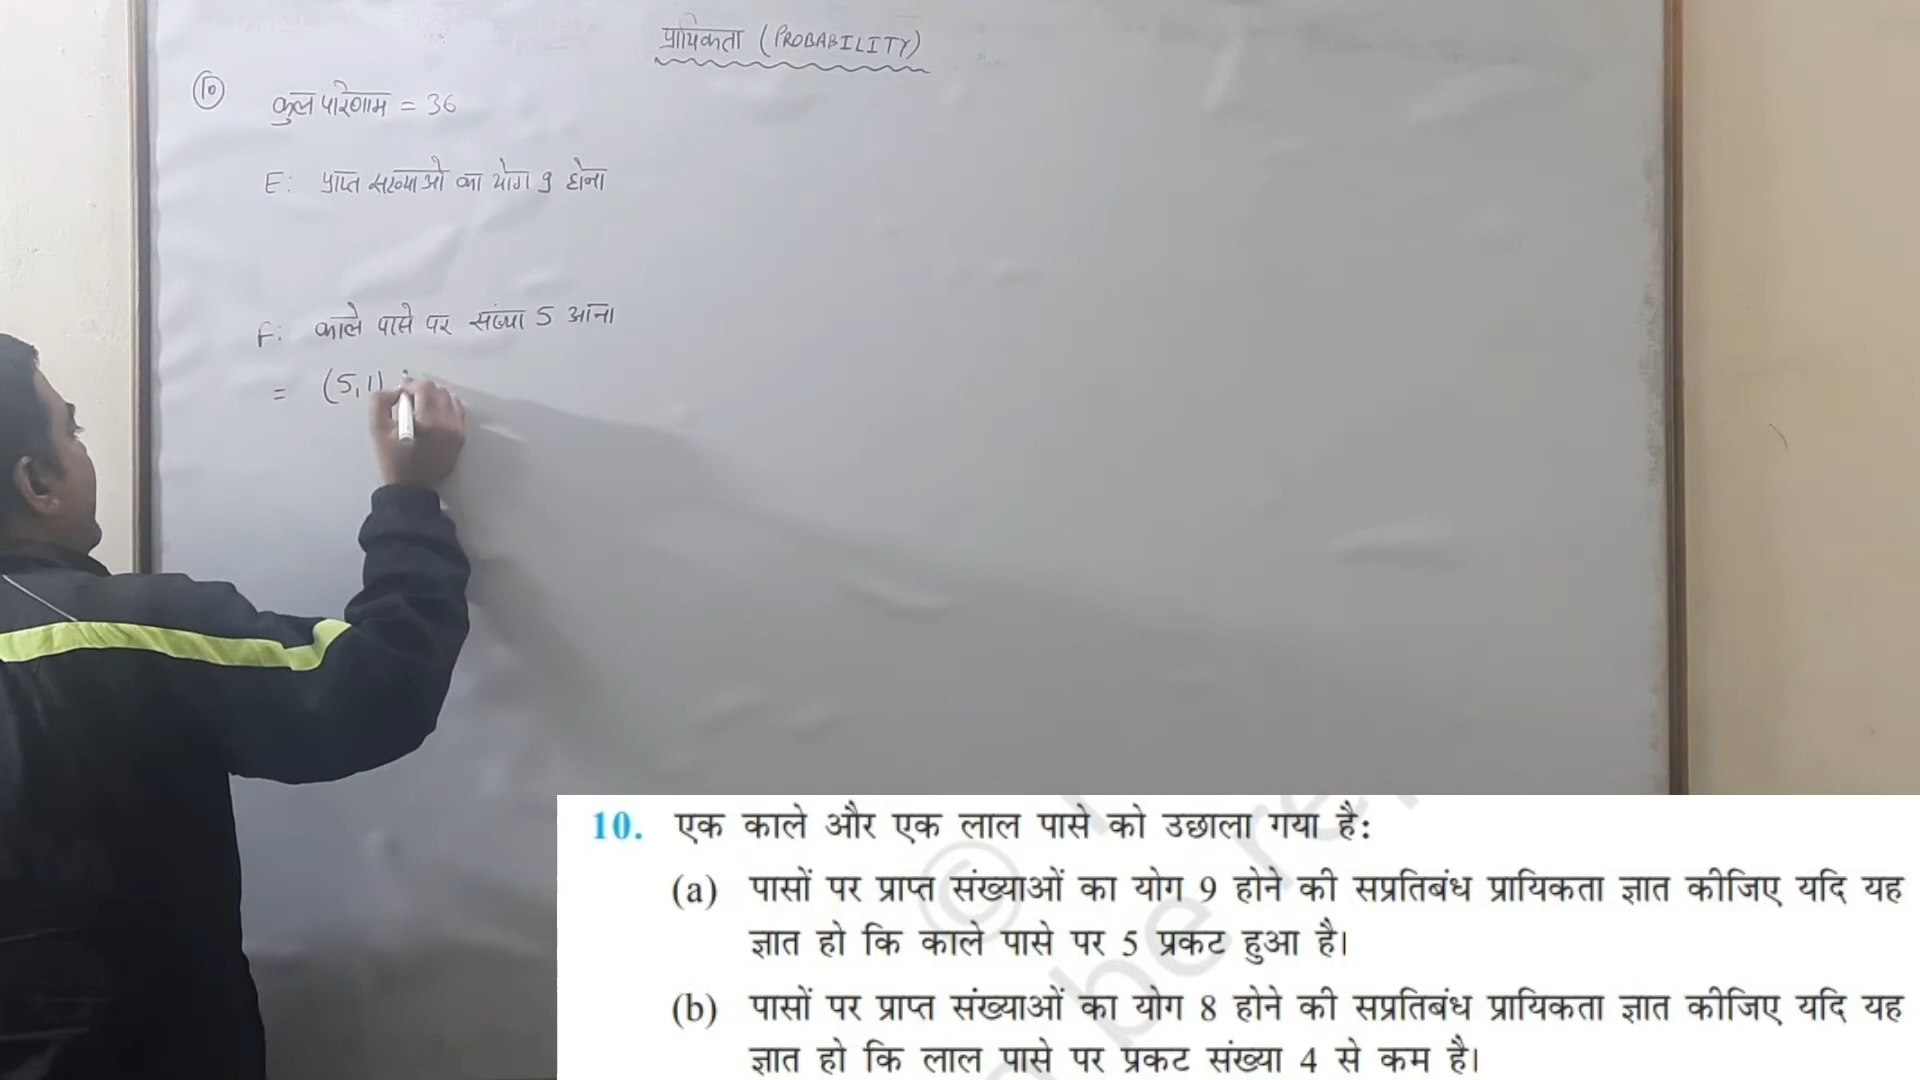 प्रायिकता (PROBABILITY)
10 कुल परिणाम = 36
E: प्राप्त संख्याओ का योग 9 होना
F: काले पासे पर संख्या 5 आना
= (5,1)
10. एक काले और एक लाल पासे को उछाला गया है:
(a) पासों पर प्राप्त संख्याओं का योग 9 होने की सप्रतिबंध प्रायिकता ज्ञात कीजिए यदि यह
ज्ञात हो कि काले पासे पर 5 प्रकट हुआ है।
(b) पासों पर प्राप्त संख्याओं का योग 8 होने की सप्रतिबंध प्रायिकता ज्ञात कीजिए यदि यह
ज्ञात हो कि लाल पासे पर प्रकट संख्या 4 से कम है।
© be re